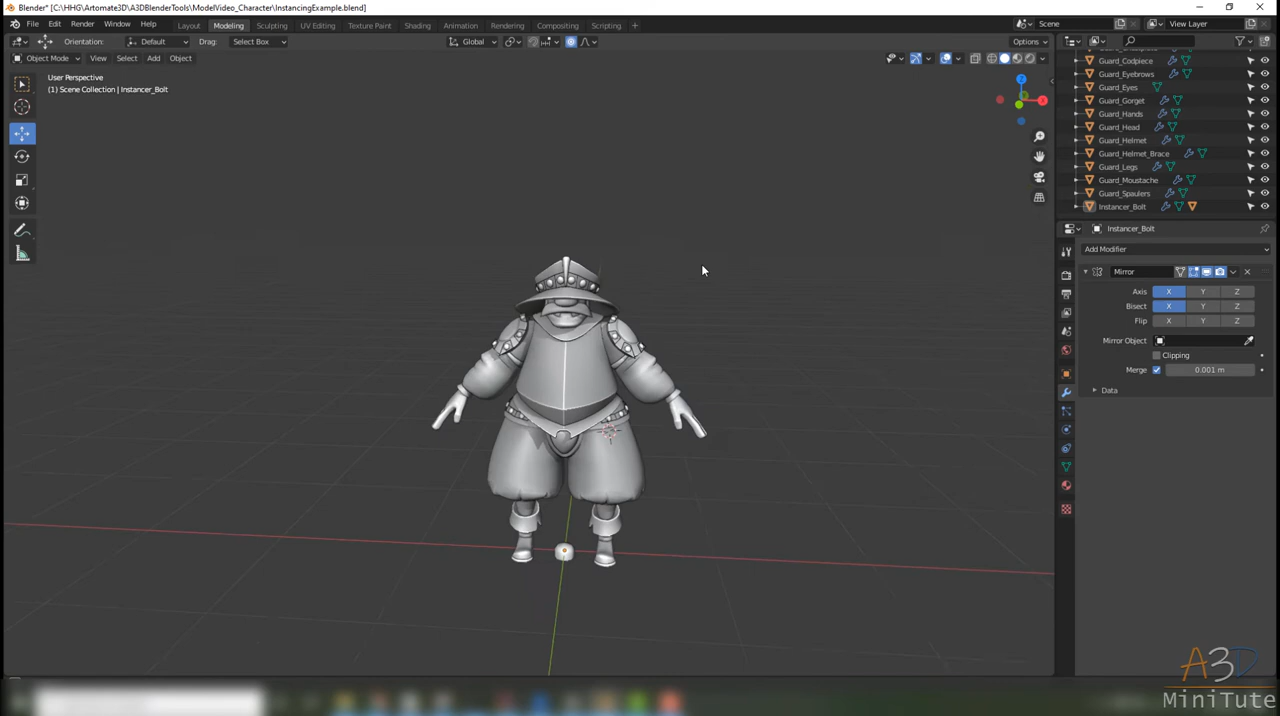 Blender* [C:\HHG\Artomate3D\A3DBlenderTools\ModelVideo_Character\InstancingExample.blend]
File Edit Render Window Help Layout Modeling Sculpting UV Editing Texture Paint Shading Animation Rendering Compositing Scripting + Scene View Layer
Orientation: Default Drag: Select Box Global Options
Object Mode View Select Add Object
User Perspective
(1) Scene Collection | Instancer_Bolt
Z
X
Guard_Codpiece
Guard_Eyebrows
Guard_Eyes
Guard_Gorget
Guard_Hands
Guard_Head
Guard_Helmet
Guard_Helmet_Brace
Guard_Legs
Guard_Moustache
Guard_Spaulers
Instancer_Bolt
Instancer_Bolt
Add Modifier
Mirror
Axis X Y Z
Bisect X Y Z
Flip X Y Z
Mirror Object
Clipping
Merge 0.001 m
Data
A3D
MiniTute